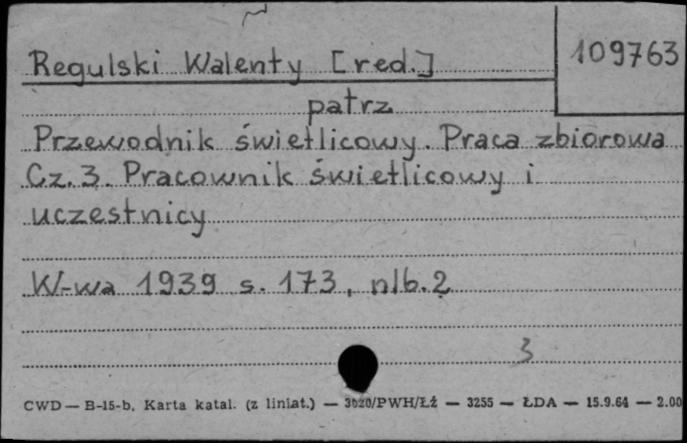 Regulski Walenty [red.]
109763
patrz
Przewodnik świetlicowy. Praca zbiorowa
Cz. 3. Pracownik świetlicowy i
uczestnicy
W-wa 1939 s. 173, nlb. 2
3
CWD — B-15-b, Karta katal. (z liniat.) — 3020/PWH/Łż — 3255 — ŁDA — 15.9.64 — 2.00